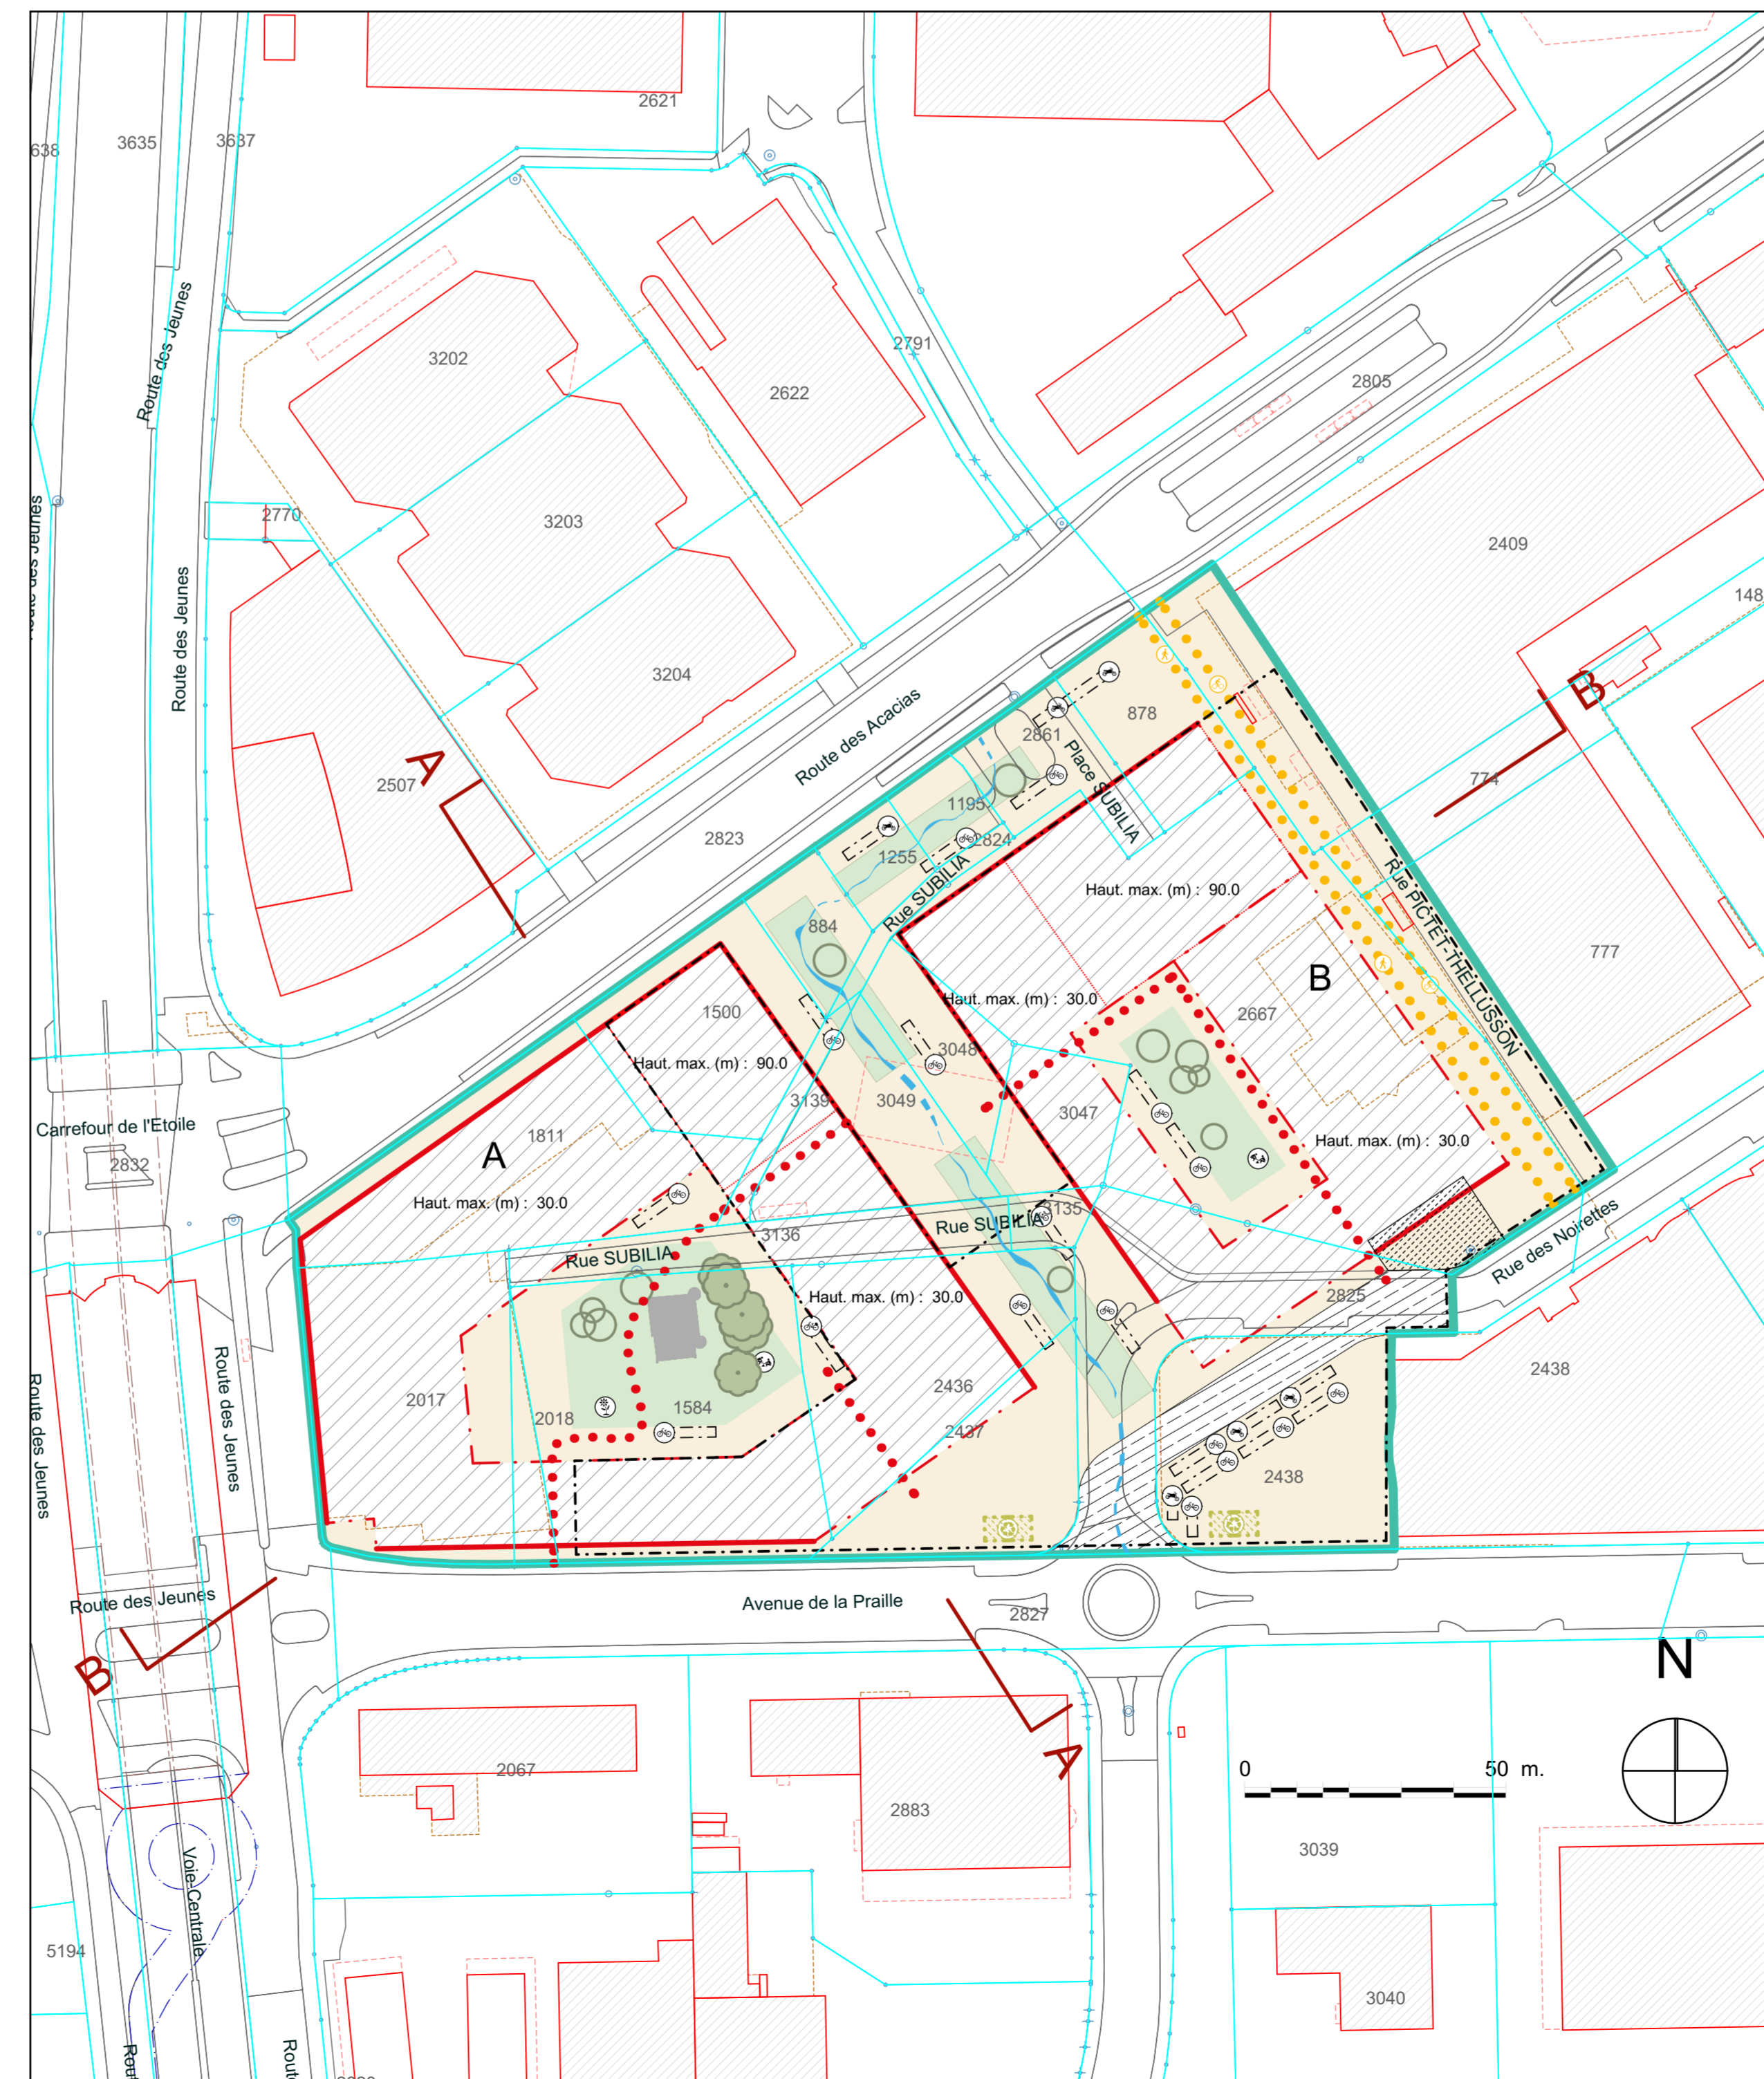 2621
638
3635
3637
Route des Jeunes
3202
2791
2622
2805
Route des Jeunes
2770
3203
2409
148
Route des Jeunes
3204
Route des Acacias
878
2861
Place SUBILIA
B
A
2507
774
2823
1195
2824
1255
Rue SUBILIA
Haut. max. (m) : 90.0
Rue PICTET-THELLUSSON
884
777
B
Haut. max. (m) : 30.0
1500
2667
3048
Haut. max. (m) : 90.0
3139
3049
3047
Carrefour de l'Etoile
1811
A
Haut. max. (m) : 30.0
2832
Haut. max. (m) : 30.0
3135
Rue SUBILIA
3136
Rue SUBILIA
Rue des Noirettes
Haut. max. (m) : 30.0
2825
2438
Route des Jeunes
Route des Jeunes
2017
2018
1584
2436
2437
2438
Route des Jeunes
Avenue de la Praille
2827
B
A
N
2067
0
50 m.
2883
3039
Voie-Centrale
5194
3040
Rout
Rout